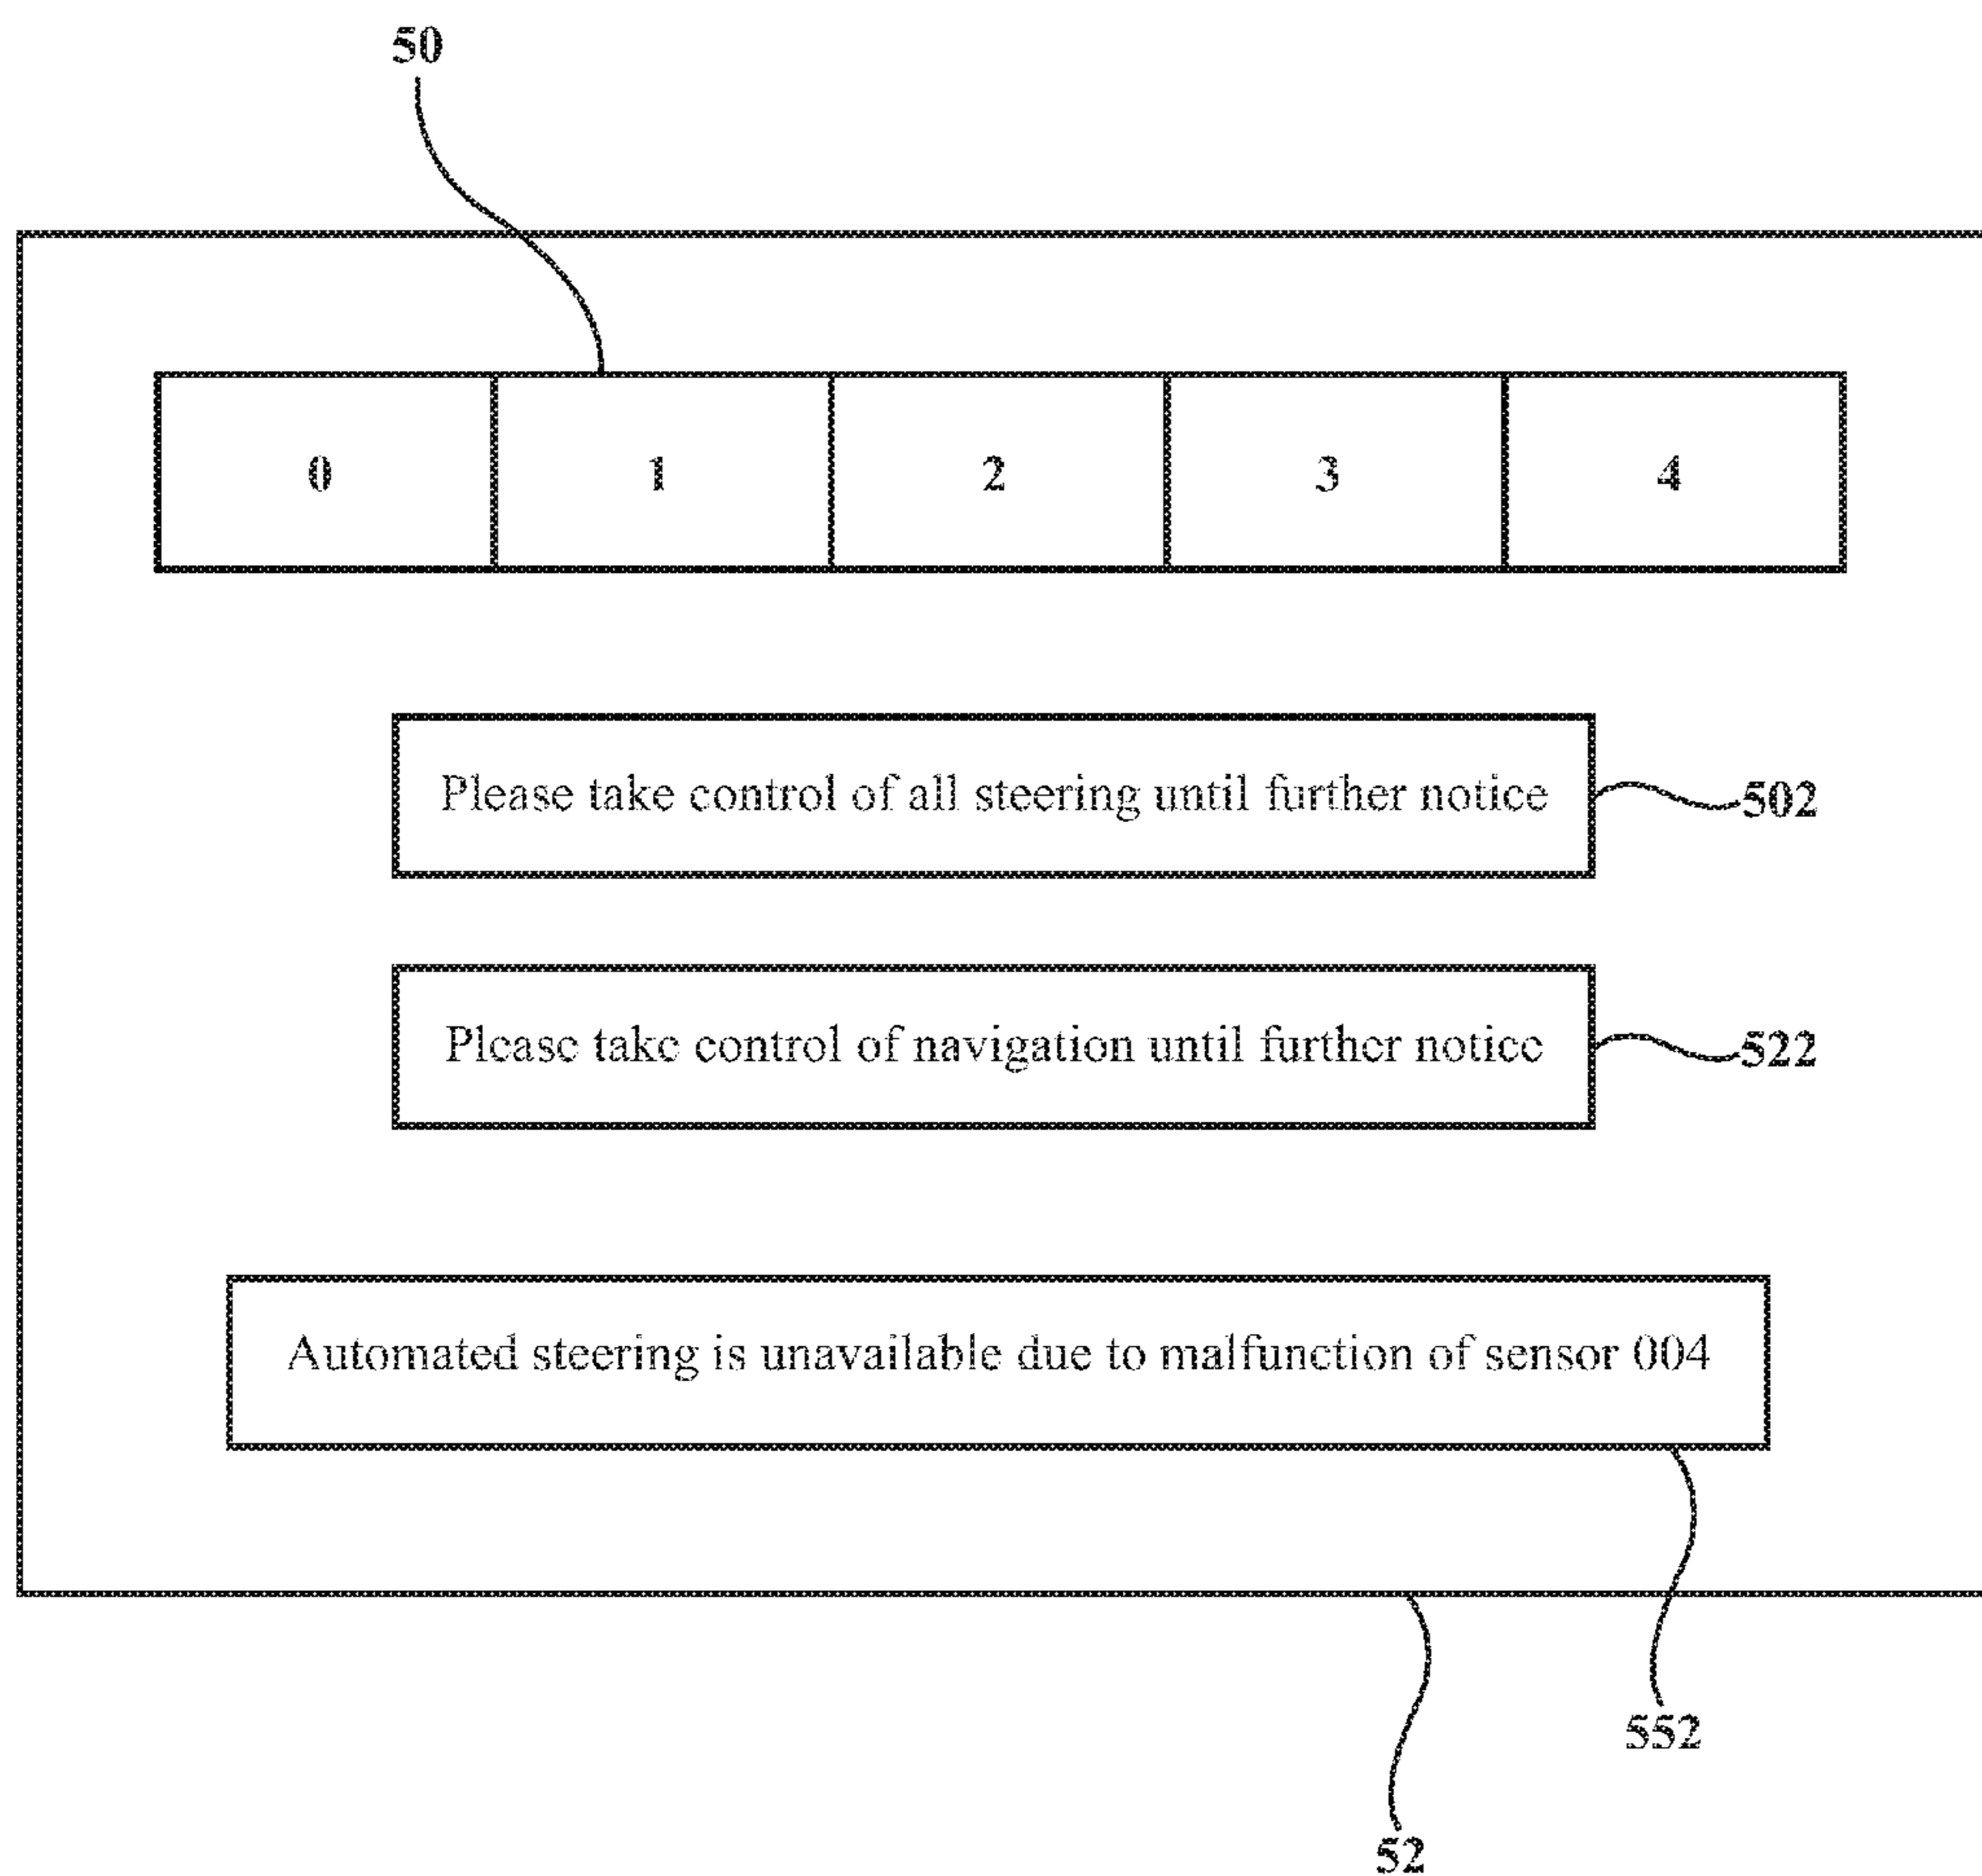 50
0 1 2 3 4
Please take control of all steering until further notice
502
Please take control of navigation until further notice
522
Automated steering is unavailable due to malfunction of sensor 004
552
52